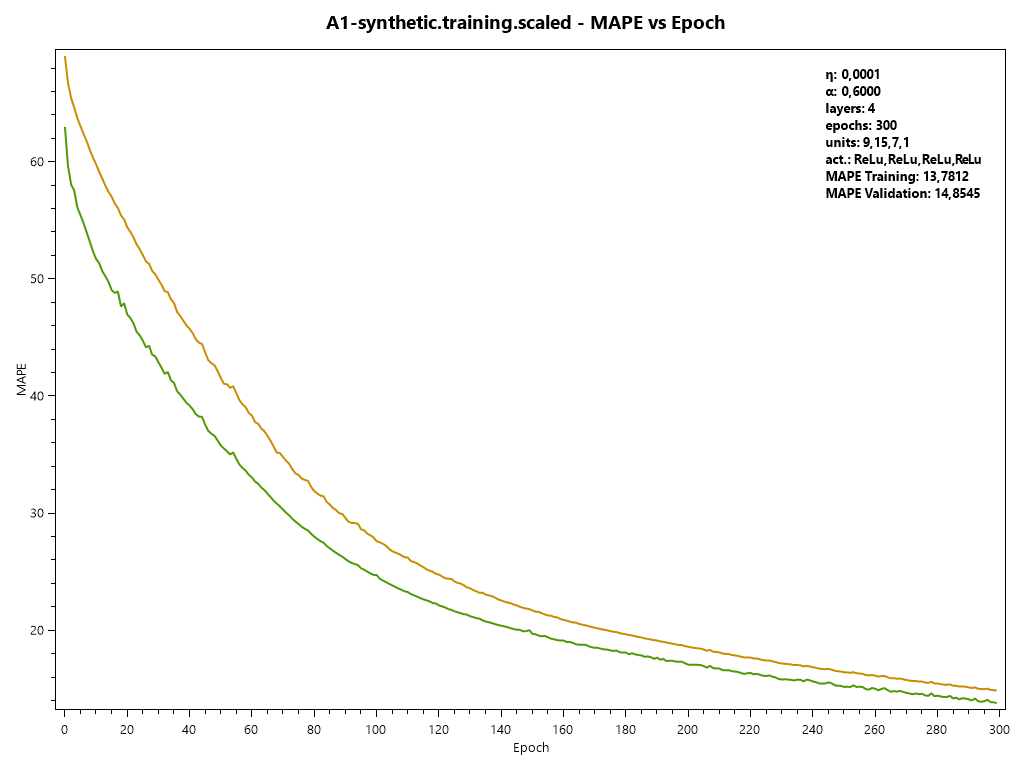 A1-synthetic.training.scaled - MAPE vs Epoch
η: 0,0001
α: 0,6000
layers: 4
epochs: 300
units: 9,15,7,1
act.: ReLu,ReLu,ReLu,ReLu
MAPE Training: 13,7812
MAPE Validation: 14,8545
60
50
40
30
20
MAPE
0 20 40 60 80 100 120 140 160 180 200 220 240 260 280 300
Epoch